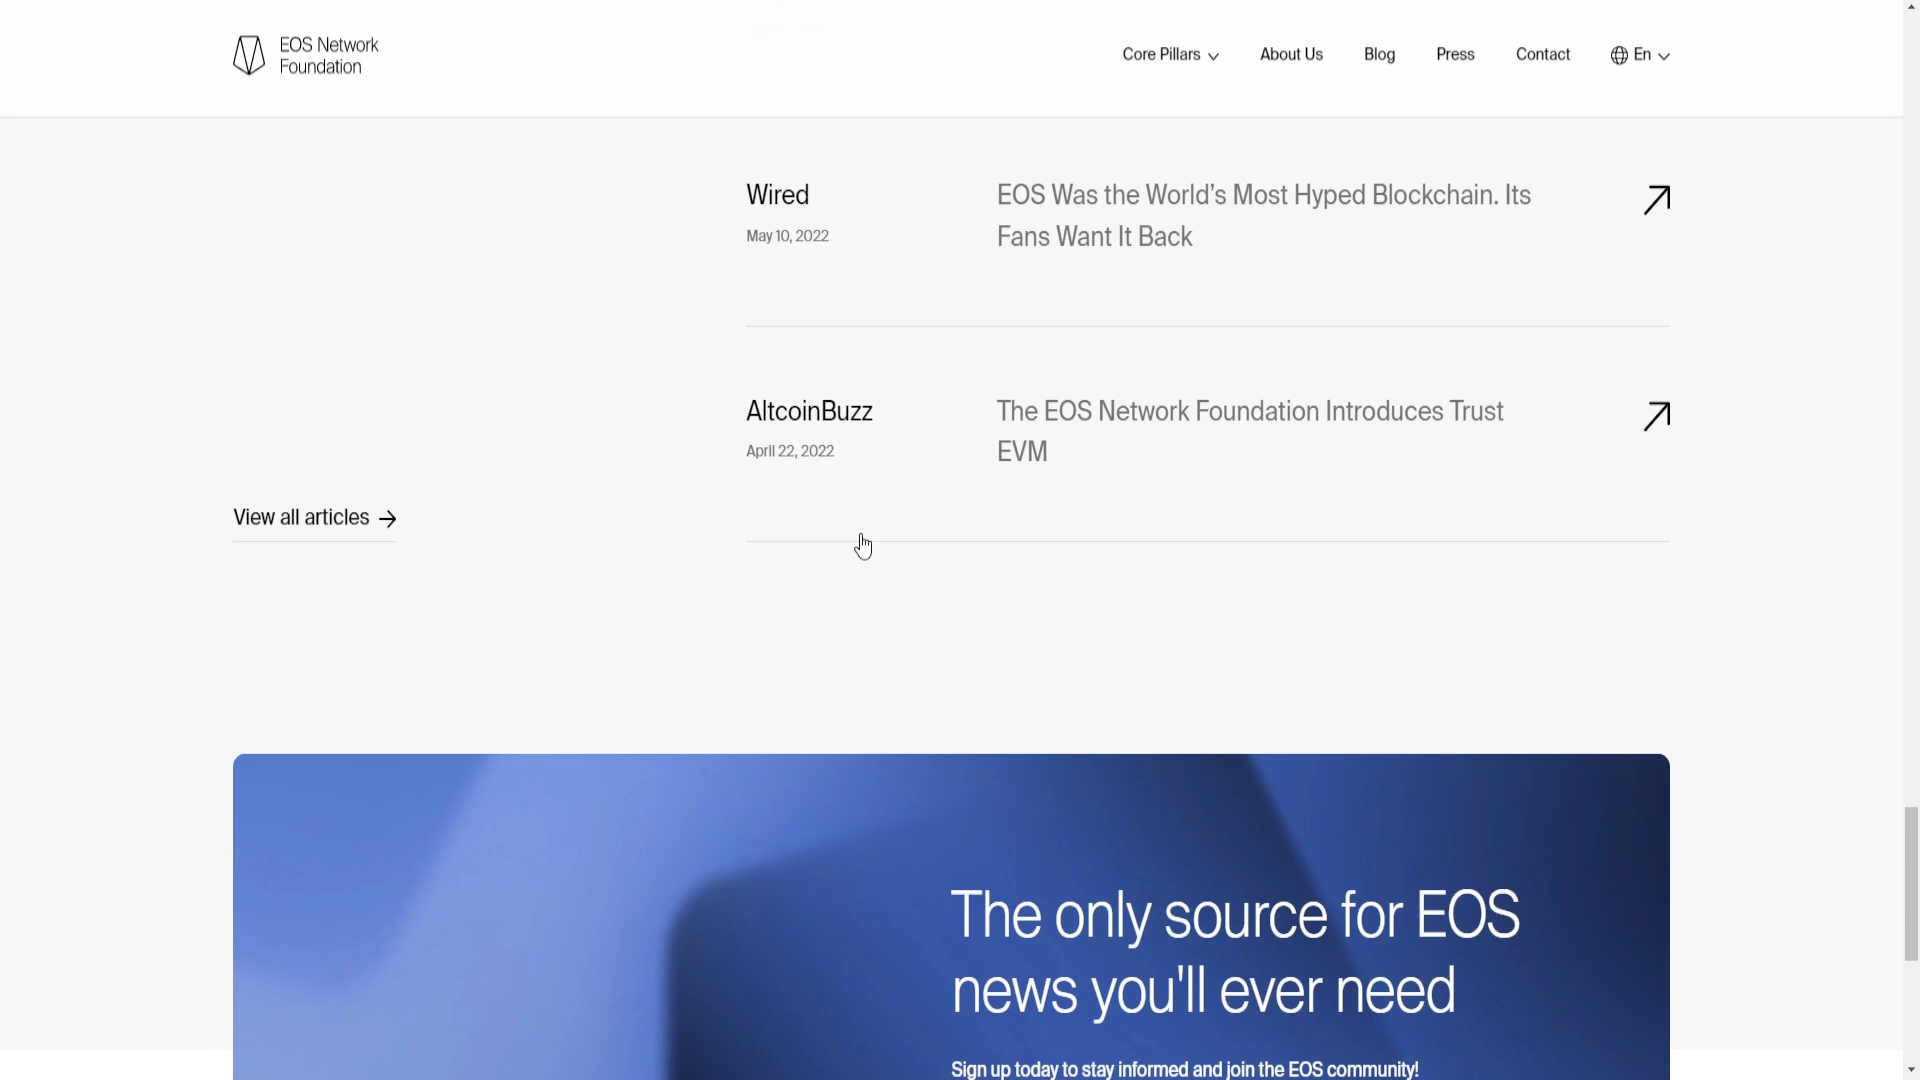 EOS Network
Foundation
Core Pillars
About Us
Blog
Press
Contact
En
Wired
May 10, 2022
EOS Was the World’s Most Hyped Blockchain. Its
Fans Want It Back
AltcoinBuzz
April 22, 2022
The EOS Network Foundation Introduces Trust
EVM
View all articles
The only source for EOS
news you'll ever need
Sign up today to stay informed and join the EOS community!